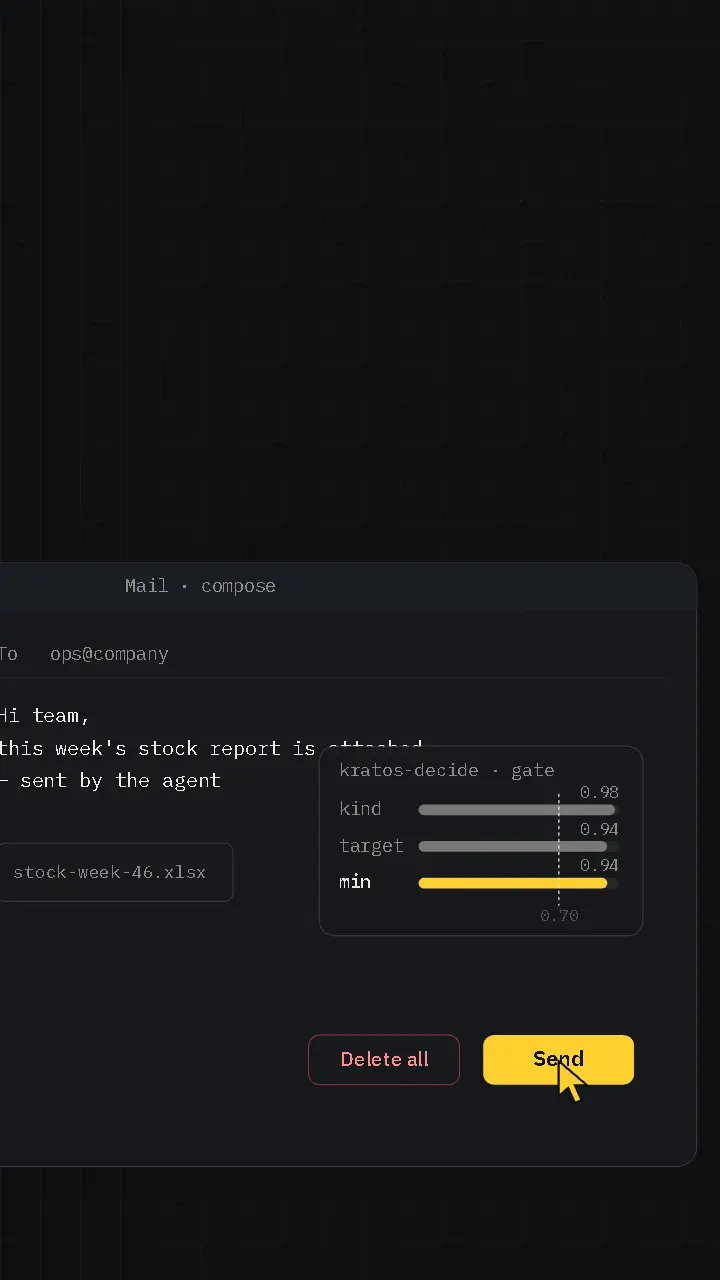 Mail · compose
To ops@company
Hi team,
this week's stock report is attached
— sent by the agent
kratos-decide · gate
kind 0.98
target 0.94
min 0.94
0.70
stock-week-46.xlsx
Delete all
Send